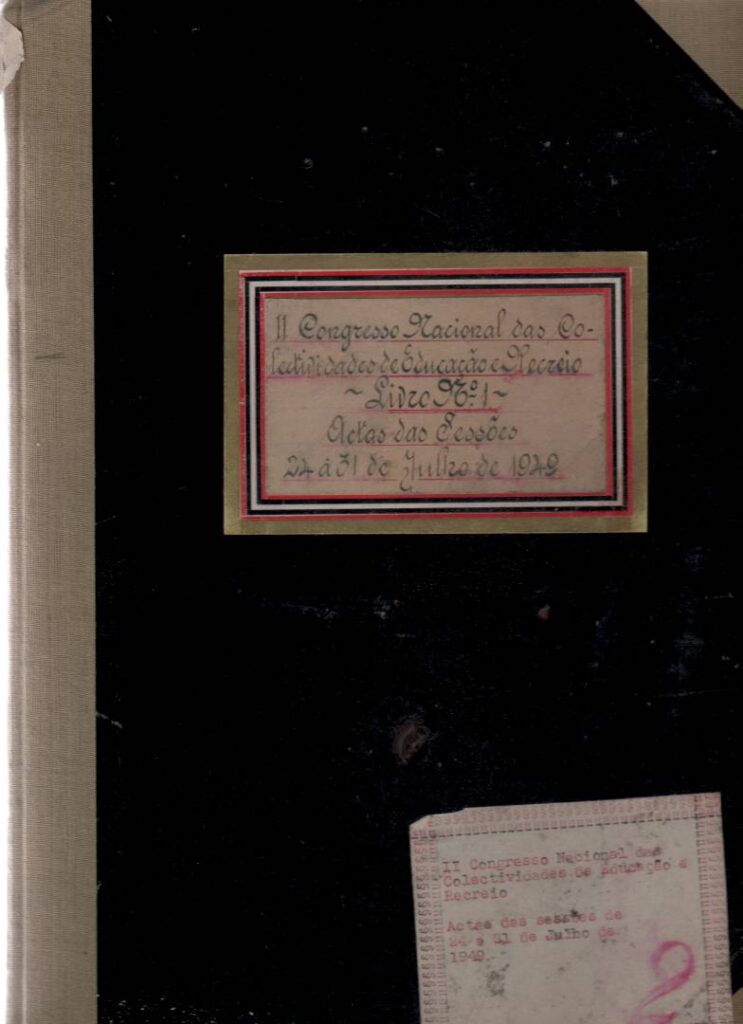 II Congresso Nacional das Co-
lectividades de Educação e Recreio
~ Livro Nº. 1 ~
Actas das Sessões
24 á 31 de Julho de 1949
II Congresso Nacional das
Colectividades de Educação e
Recreio
Actas das sessões de
24 a 31 de Julho de
1949
2